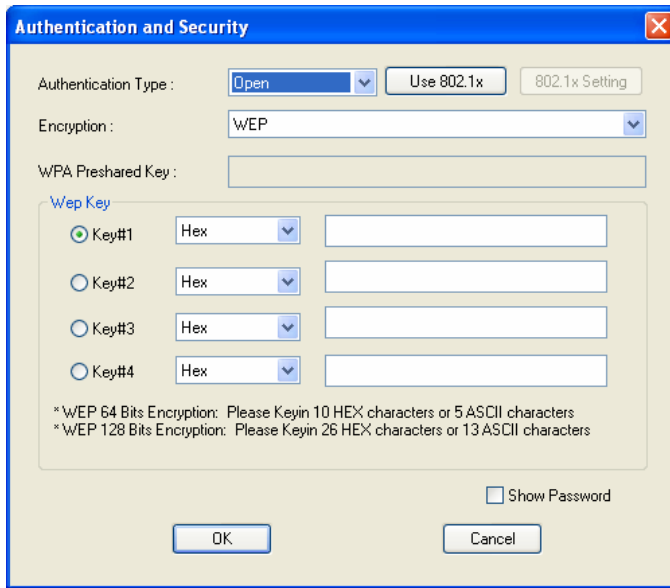 Authentication and Security
Authentication Type : Open Use 802.1x 802.1x Setting
Encryption : WEP
WPA Preshared Key :
Wep Key
Key#1 Hex
Key#2 Hex
Key#3 Hex
Key#4 Hex
* WEP 64 Bits Encryption: Please Keyin 10 HEX characters or 5 ASCII characters
* WEP 128 Bits Encryption: Please Keyin 26 HEX characters or 13 ASCII characters
Show Password
OK Cancel